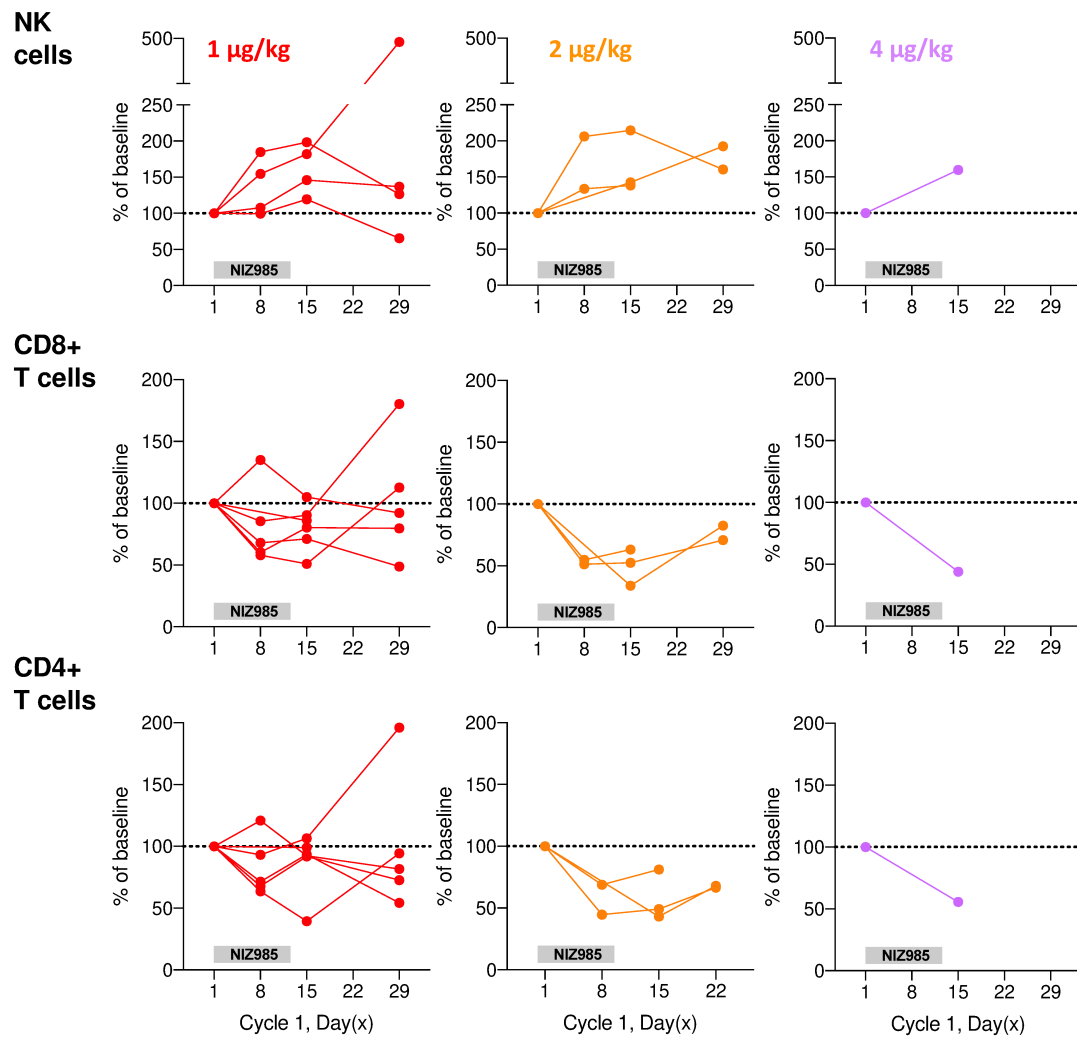 NK
cells
1 µg/kg
2 µg/kg
4 µg/kg
% of baseline
500
250
200
150
100
50
0
NIZ985
1 8 15 22 29
% of baseline
500
250
200
150
100
50
0
NIZ985
1 8 15 22 29
% of baseline
500
250
200
150
100
50
0
NIZ985
1 8 15 22 29
CD8+
T cells
% of baseline
200
150
100
50
0
NIZ985
1 8 15 22 29
% of baseline
200
150
100
50
0
NIZ985
1 8 15 22 29
% of baseline
200
150
100
50
0
NIZ985
1 8 15 22 29
CD4+
T cells
% of baseline
200
150
100
50
0
NIZ985
1 8 15 22 29
Cycle 1, Day(x)
% of baseline
200
150
100
50
0
NIZ985
1 8 15 22
Cycle 1, Day(x)
% of baseline
200
150
100
50
0
NIZ985
1 8 15 22 29
Cycle 1, Day(x)